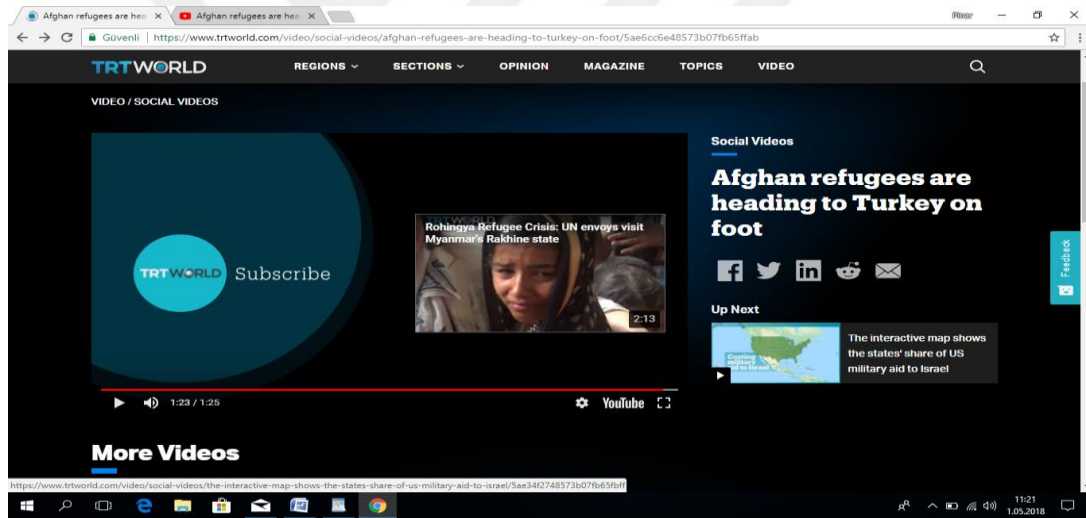 Afghan refugees are hea
Afghan refugees are hea
Pınar
Güvenli | https://www.trtworld.com/video/social-videos/afghan-refugees-are-heading-to-turkey-on-foot/5ae6cc6e48573b07fb65ffab
TRTWORLD
REGIONS SECTIONS OPINION MAGAZINE TOPICS VIDEO
VIDEO / SOCIAL VIDEOS
TRTWORLD Subscribe
Rohingya Refugee Crisis: UN envoys visit
Myanmar's Rakhine state
2:13
1:23 / 1:25
YouTube
Social Videos
Afghan refugees are
heading to Turkey on
foot
Feedback
Up Next
The interactive map shows
the states' share of US
military aid to Israel
More Videos
https://www.trtworld.com/video/social-videos/the-interactive-map-shows-the-states-share-of-us-military-aid-to-israel/5ae34f2748573b07fb65fbff
11:21
1.05.2018